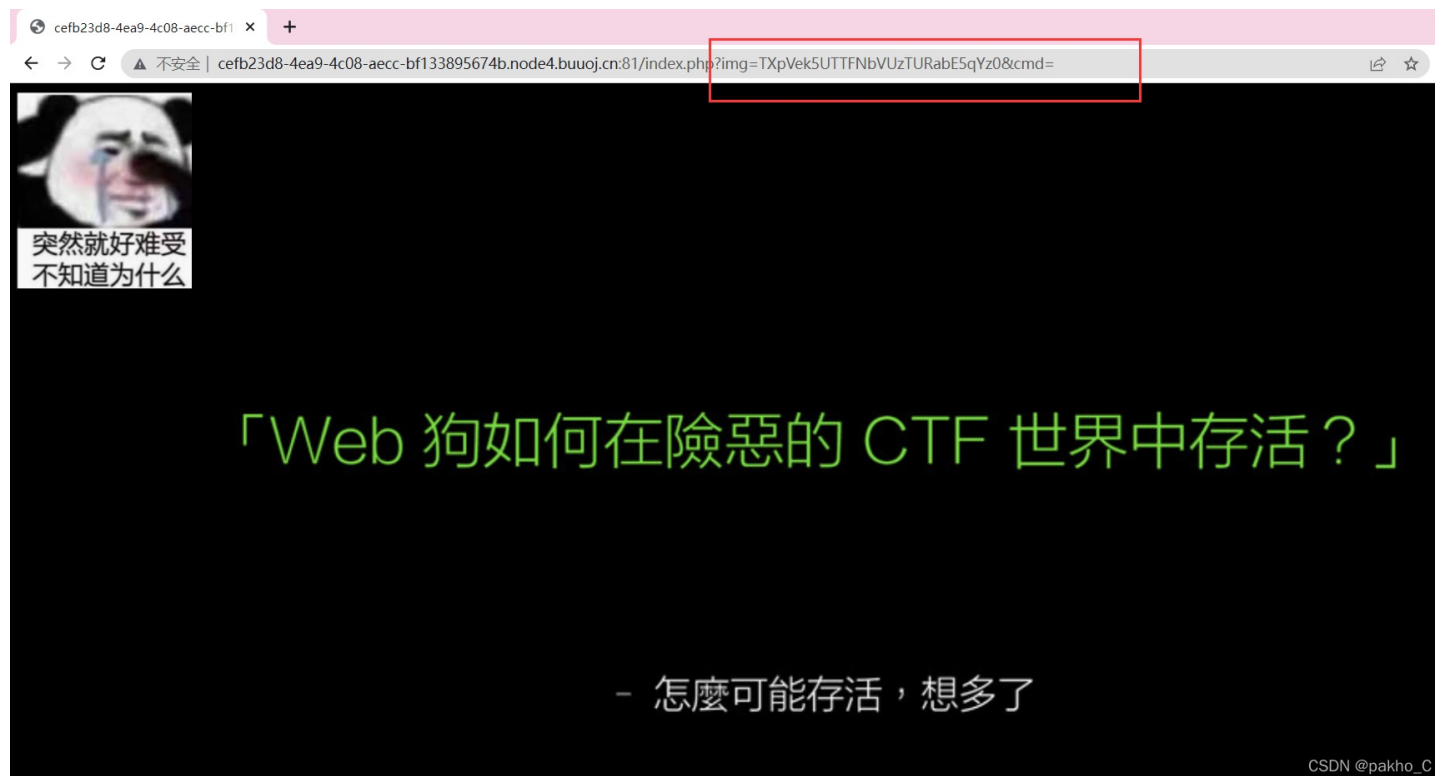 cefb23d8-4ea9-4c08-aecc-bf1
不安全 | cefb23d8-4ea9-4c08-aecc-bf133895674b.node4.buuoj.cn:81/index.php?img=TXpVek5UTTFNbVUzTURabE5qYz0&cmd=
突然就好难受
不知道为什么
「Web 狗如何在險惡的 CTF 世界中存活？」
- 怎麼可能存活，想多了
CSDN @pakho_C